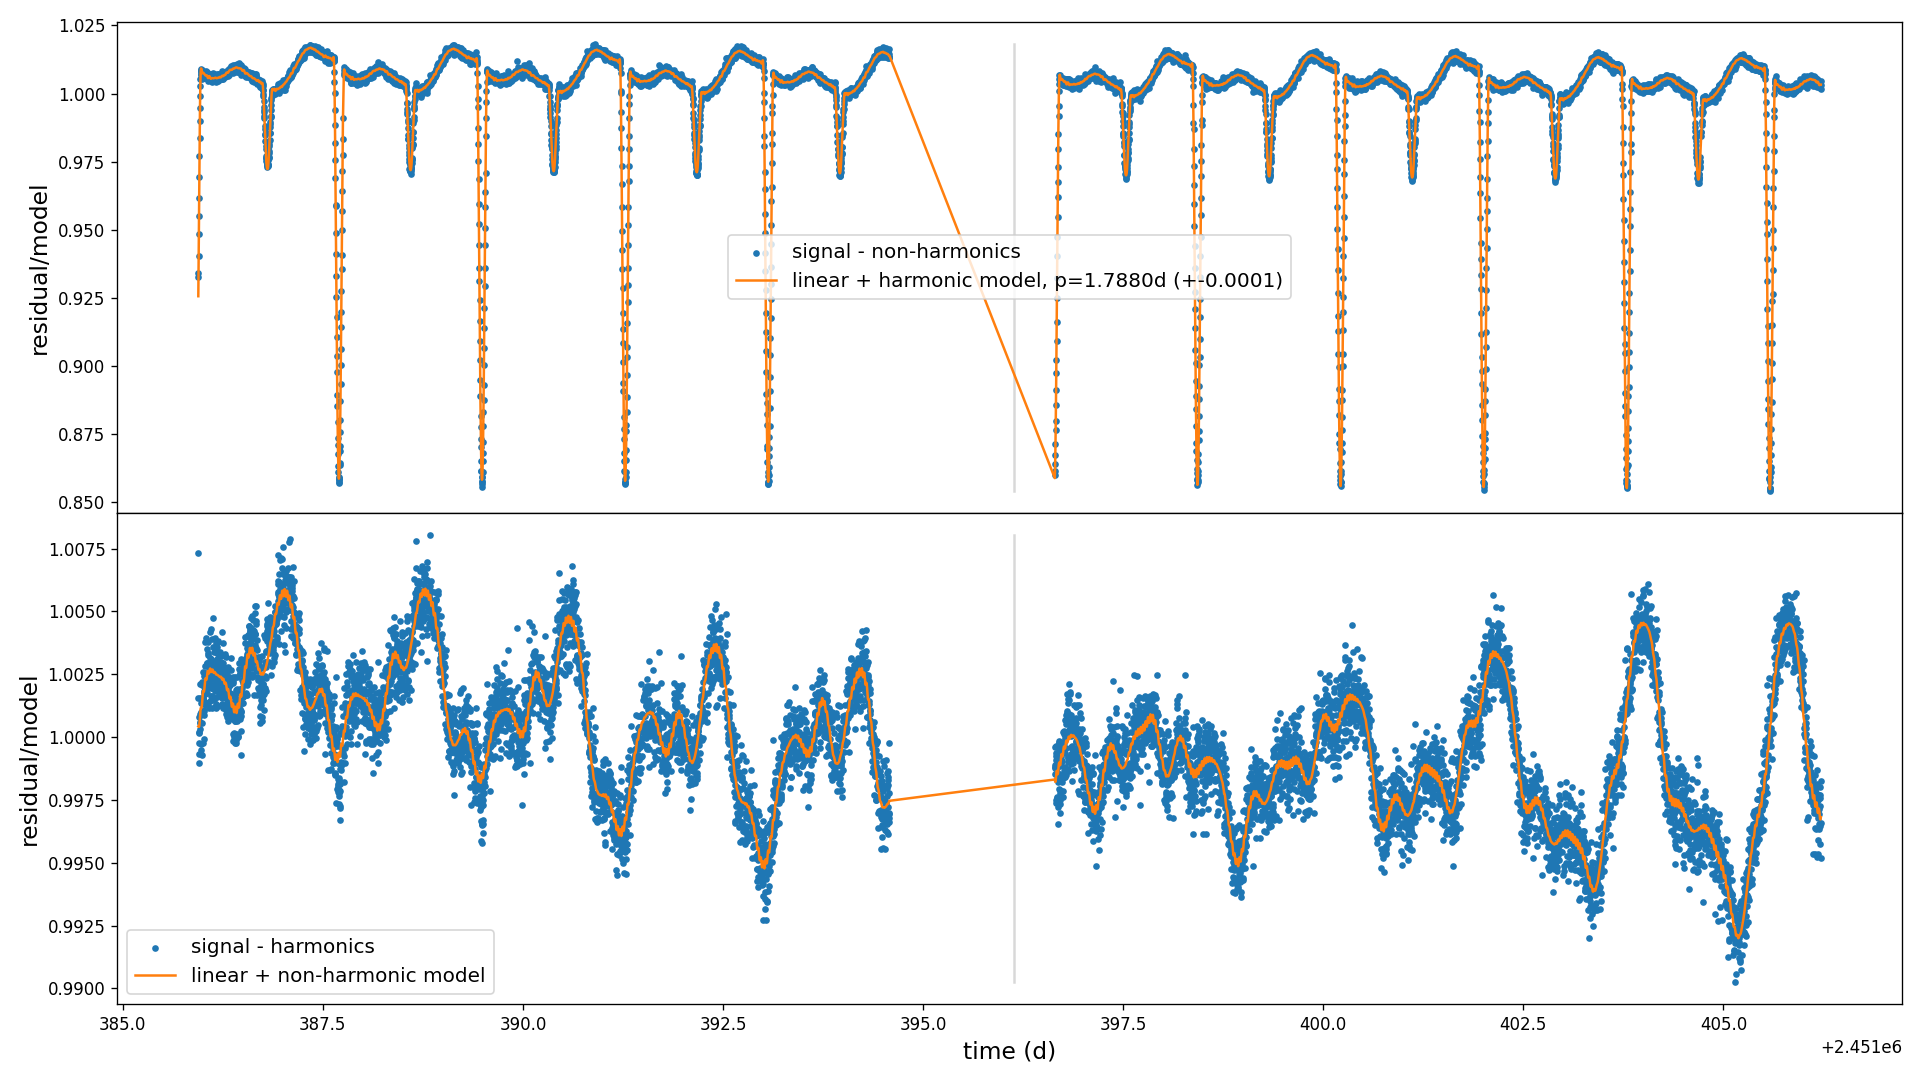 1.025
1.000
0.975
0.950
0.925
0.900
0.875
0.850
residual/model
signal - non-harmonics
linear + harmonic model, p=1.7880d (+-0.0001)
1.0075
1.0050
1.0025
1.0000
0.9975
0.9950
0.9925
0.9900
residual/model
signal - harmonics
linear + non-harmonic model
385.0 387.5 390.0 392.5 395.0 397.5 400.0 402.5 405.0
time (d)
+2.451e6